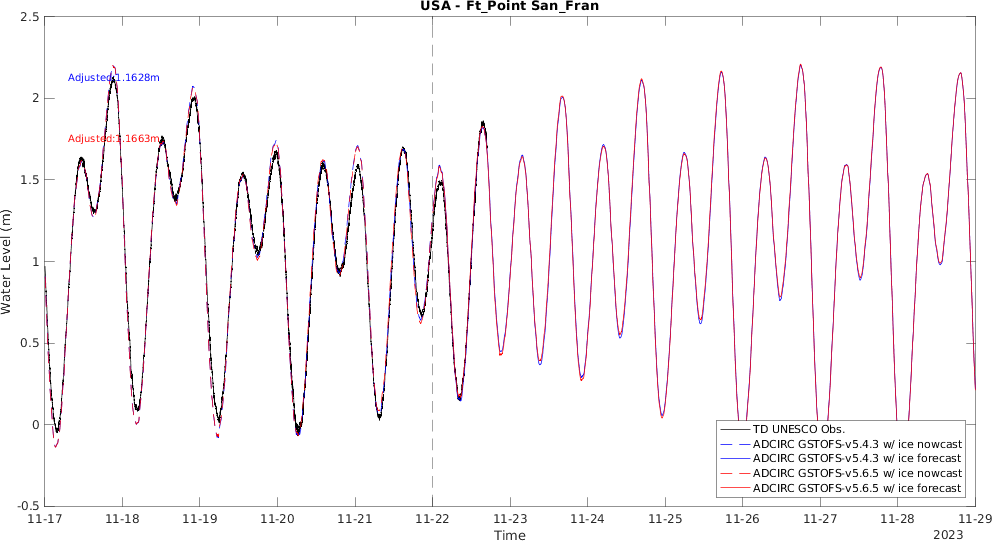 USA - Ft_Point San_Fran
2.5
2
1.5
1
0.5
0
-0.5
Water Level (m)
Adjusted:1.1628m
Adjusted:1.1663m
TD UNESCO Obs.
ADCIRC GSTOFS-v5.4.3 w/ ice nowcast
ADCIRC GSTOFS-v5.4.3 w/ ice forecast
ADCIRC GSTOFS-v5.6.5 w/ ice nowcast
ADCIRC GSTOFS-v5.6.5 w/ ice forecast
11-17 11-18 11-19 11-20 11-21 11-22 11-23 11-24 11-25 11-26 11-27 11-28 11-29
Time
2023